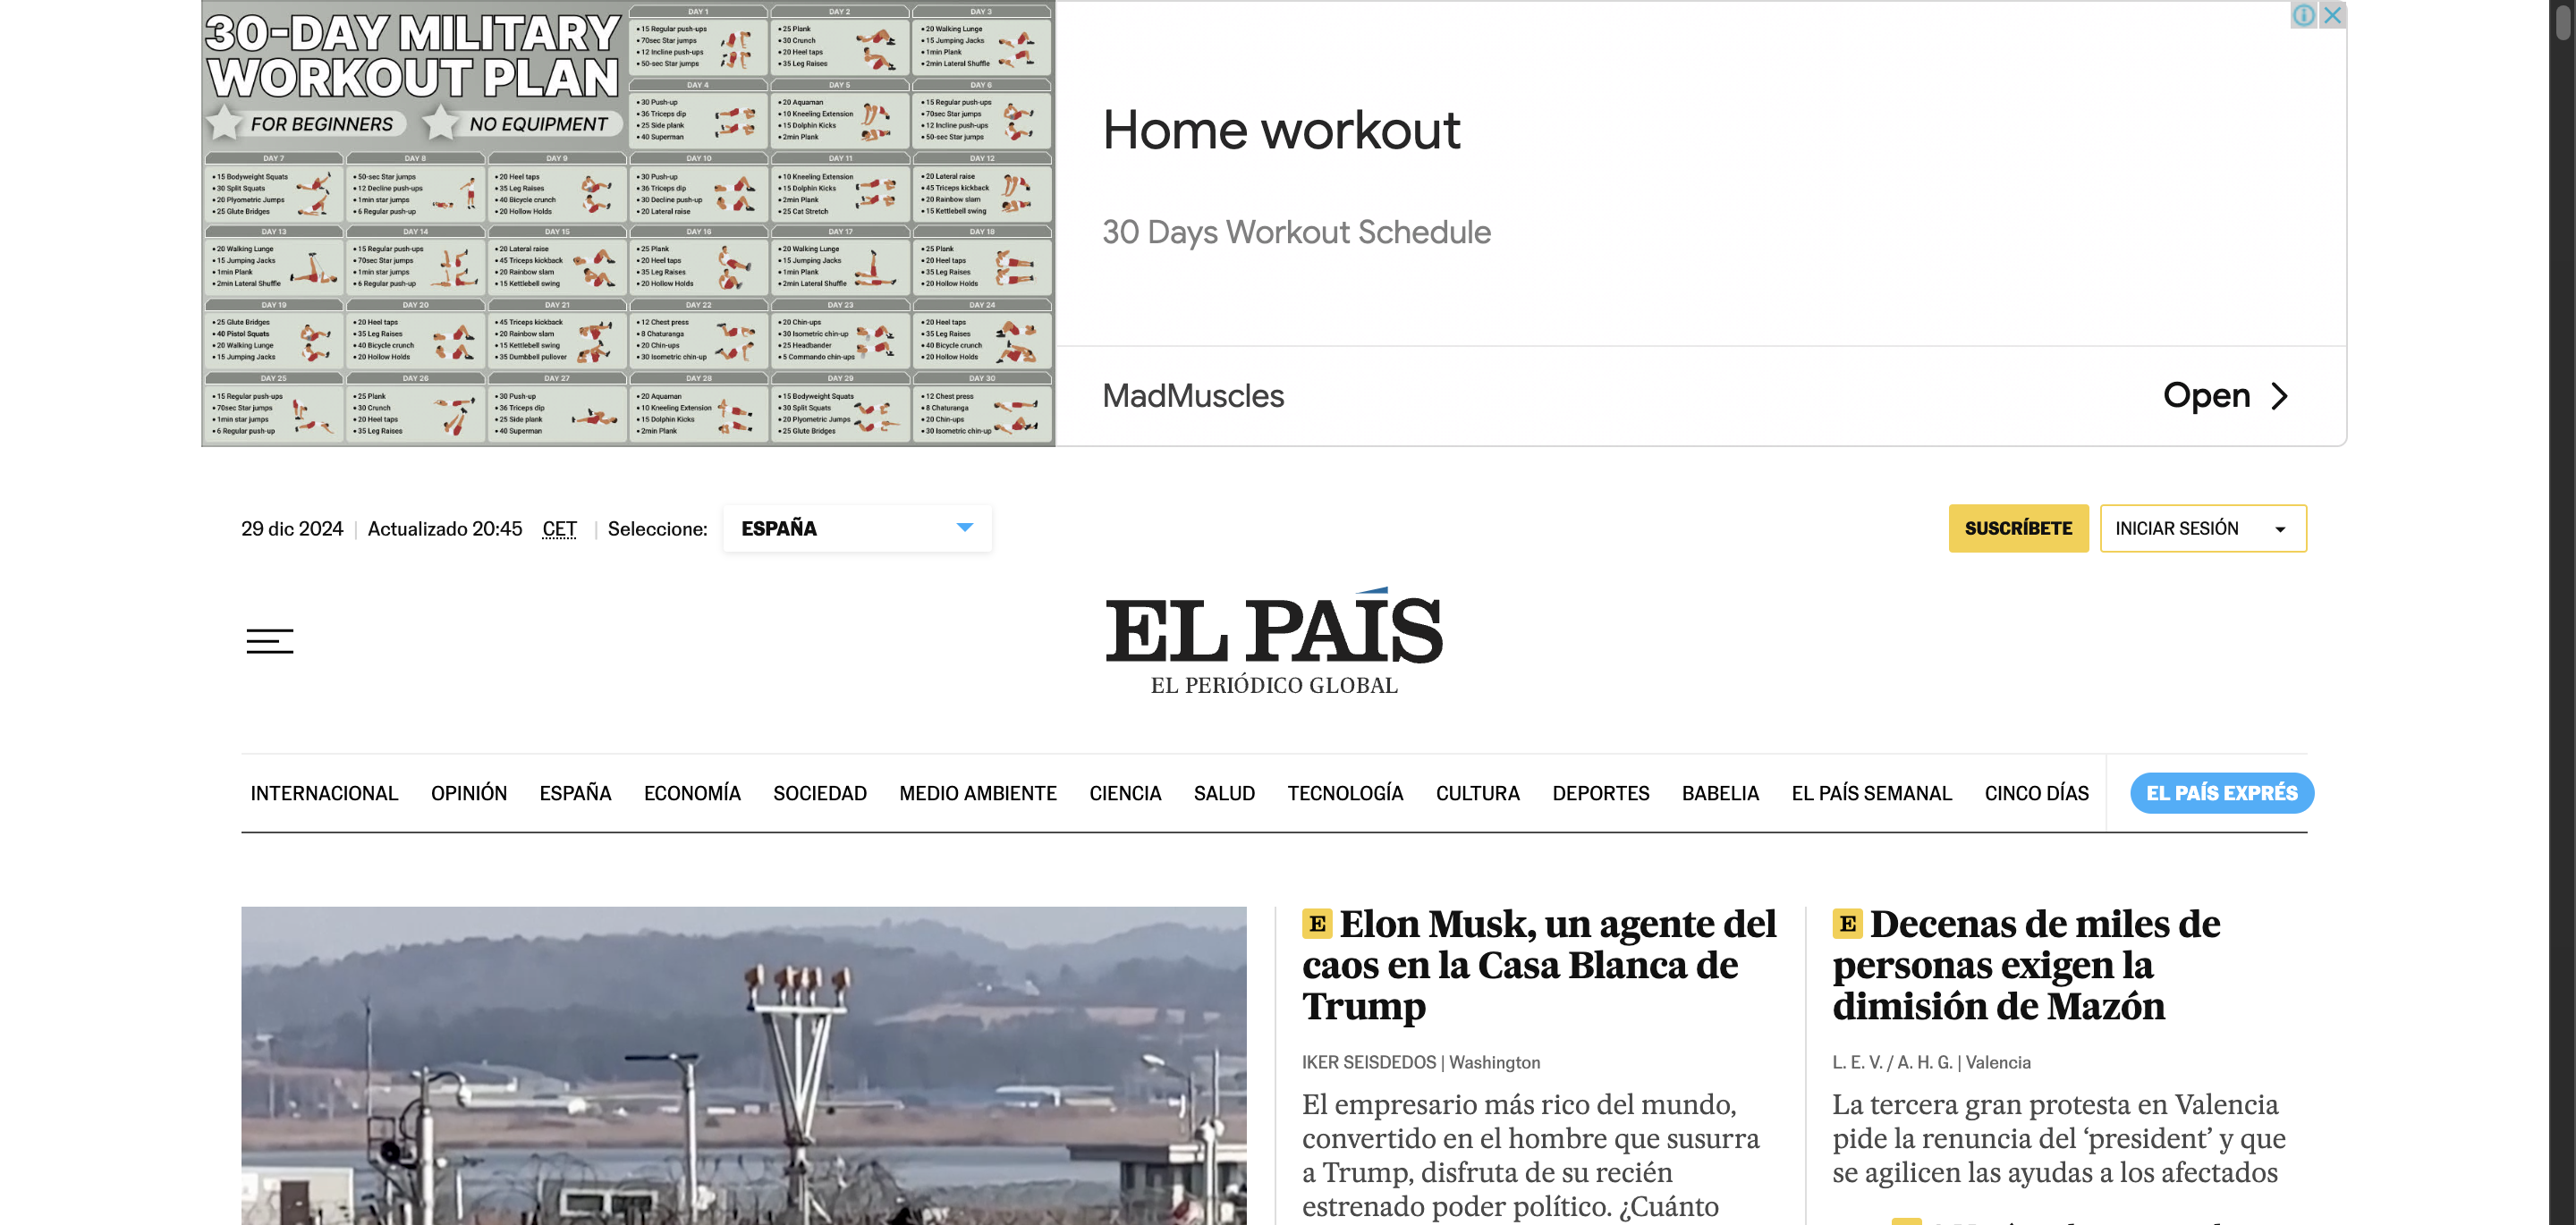 30-DAY MILITARY
WORKOUT PLAN
FOR BEGINNERS
NO EQUIPMENT
DAY 1
• 15 Regular push-ups
• 70sec Star jumps
• 12 Incline push-ups
• 50-sec Star jumps
DAY 2
• 25 Plank
• 30 Crunch
• 20 Heel taps
• 35 Leg Raises
DAY 3
• 20 Walking Lunge
• 15 Jumping Jacks
• 1min Plank
• 2min Lateral Shuffle
DAY 4
• 30 Push-up
• 36 Triceps dip
• 25 Side plank
• 40 Superman
DAY 5
• 20 Aquaman
• 10 Kneeling Extension
• 15 Dolphin Kicks
• 2min Plank
DAY 6
• 15 Regular push-ups
• 70sec Star jumps
• 12 Incline push-ups
• 50-sec Star jumps
DAY 7
• 15 Bodyweight Squats
• 30 Split Squats
• 20 Plyometric Jumps
• 25 Glute Bridges
DAY 8
• 50-sec Star jumps
• 12 Decline push-ups
• 1min star jumps
• 6 Regular push-up
DAY 9
• 20 Heel taps
• 35 Leg Raises
• 40 Bicycle crunch
• 20 Hollow Holds
DAY 10
• 30 Push-up
• 36 Triceps dip
• 30 Decline push-up
• 20 Lateral raise
DAY 11
• 10 Kneeling Extension
• 15 Dolphin Kicks
• 2min Plank
• 25 Cat Stretch
DAY 12
• 20 Lateral raise
• 45 Triceps kickback
• 20 Rainbow slam
• 15 Kettlebell swing
DAY 13
• 20 Walking Lunge
• 15 Jumping Jacks
• 1min Plank
• 2min Lateral Shuffle
DAY 14
• 15 Regular push-ups
• 70sec Star jumps
• 1min star jumps
• 6 Regular push-up
DAY 15
• 20 Lateral raise
• 45 Triceps kickback
• 20 Rainbow slam
• 15 Kettlebell swing
DAY 16
• 25 Plank
• 20 Heel taps
• 35 Leg Raises
• 20 Hollow Holds
DAY 17
• 20 Walking Lunge
• 15 Jumping Jacks
• 1min Plank
• 2min Lateral Shuffle
DAY 18
• 25 Plank
• 20 Heel taps
• 35 Leg Raises
• 20 Hollow Holds
DAY 19
• 25 Glute Bridges
• 40 Pistol Squats
• 20 Walking Lunge
• 15 Jumping Jacks
DAY 20
• 20 Heel taps
• 35 Leg Raises
• 40 Bicycle crunch
• 20 Hollow Holds
DAY 21
• 45 Triceps kickback
• 20 Rainbow slam
• 15 Kettlebell swing
• 35 Dumbbell pullover
DAY 22
• 12 Chest press
• 8 Chaturanga
• 20 Chin-ups
• 30 Isometric chin-up
DAY 23
• 20 Chin-ups
• 30 Isometric chin-up
• 25 Headbander
• 5 Commando chin-ups
DAY 24
• 20 Heel taps
• 35 Leg Raises
• 40 Bicycle crunch
• 20 Hollow Holds
DAY 25
• 15 Regular push-ups
• 70sec Star jumps
• 1min star jumps
• 6 Regular push-up
DAY 26
• 25 Plank
• 30 Crunch
• 20 Heel taps
• 35 Leg Raises
DAY 27
• 30 Push-up
• 36 Triceps dip
• 25 Side plank
• 40 Superman
DAY 28
• 20 Aquaman
• 10 Kneeling Extension
• 15 Dolphin Kicks
• 2min Plank
DAY 29
• 15 Bodyweight Squats
• 30 Split Squats
• 20 Plyometric Jumps
• 25 Glute Bridges
DAY 30
• 12 Chest press
• 8 Chaturanga
• 20 Chin-ups
• 30 Isometric chin-up
Home workout
30 Days Workout Schedule
MadMuscles
Open
29 dic 2024 | Actualizado 20:45 CET | Seleccione: ESPAÑA
SUSCRÍBETE
INICIAR SESIÓN
EL PAÍS
EL PERIÓDICO GLOBAL
INTERNACIONAL OPINIÓN ESPAÑA ECONOMÍA SOCIEDAD MEDIO AMBIENTE CIENCIA SALUD TECNOLOGÍA CULTURA DEPORTES BABELIA EL PAÍS SEMANAL CINCO DÍAS EL PAÍS EXPRÉS
E Elon Musk, un agente del
caos en la Casa Blanca de
Trump
IKER SEISDEDOS | Washington
El empresario más rico del mundo,
convertido en el hombre que susurra
a Trump, disfruta de su recién
estrenado poder político. ¿Cuánto
E Decenas de miles de
personas exigen la
dimisión de Mazón
L. E. V. / A. H. G. | Valencia
La tercera gran protesta en Valencia
pide la renuncia del ‘president’ y que
se agilicen las ayudas a los afectados